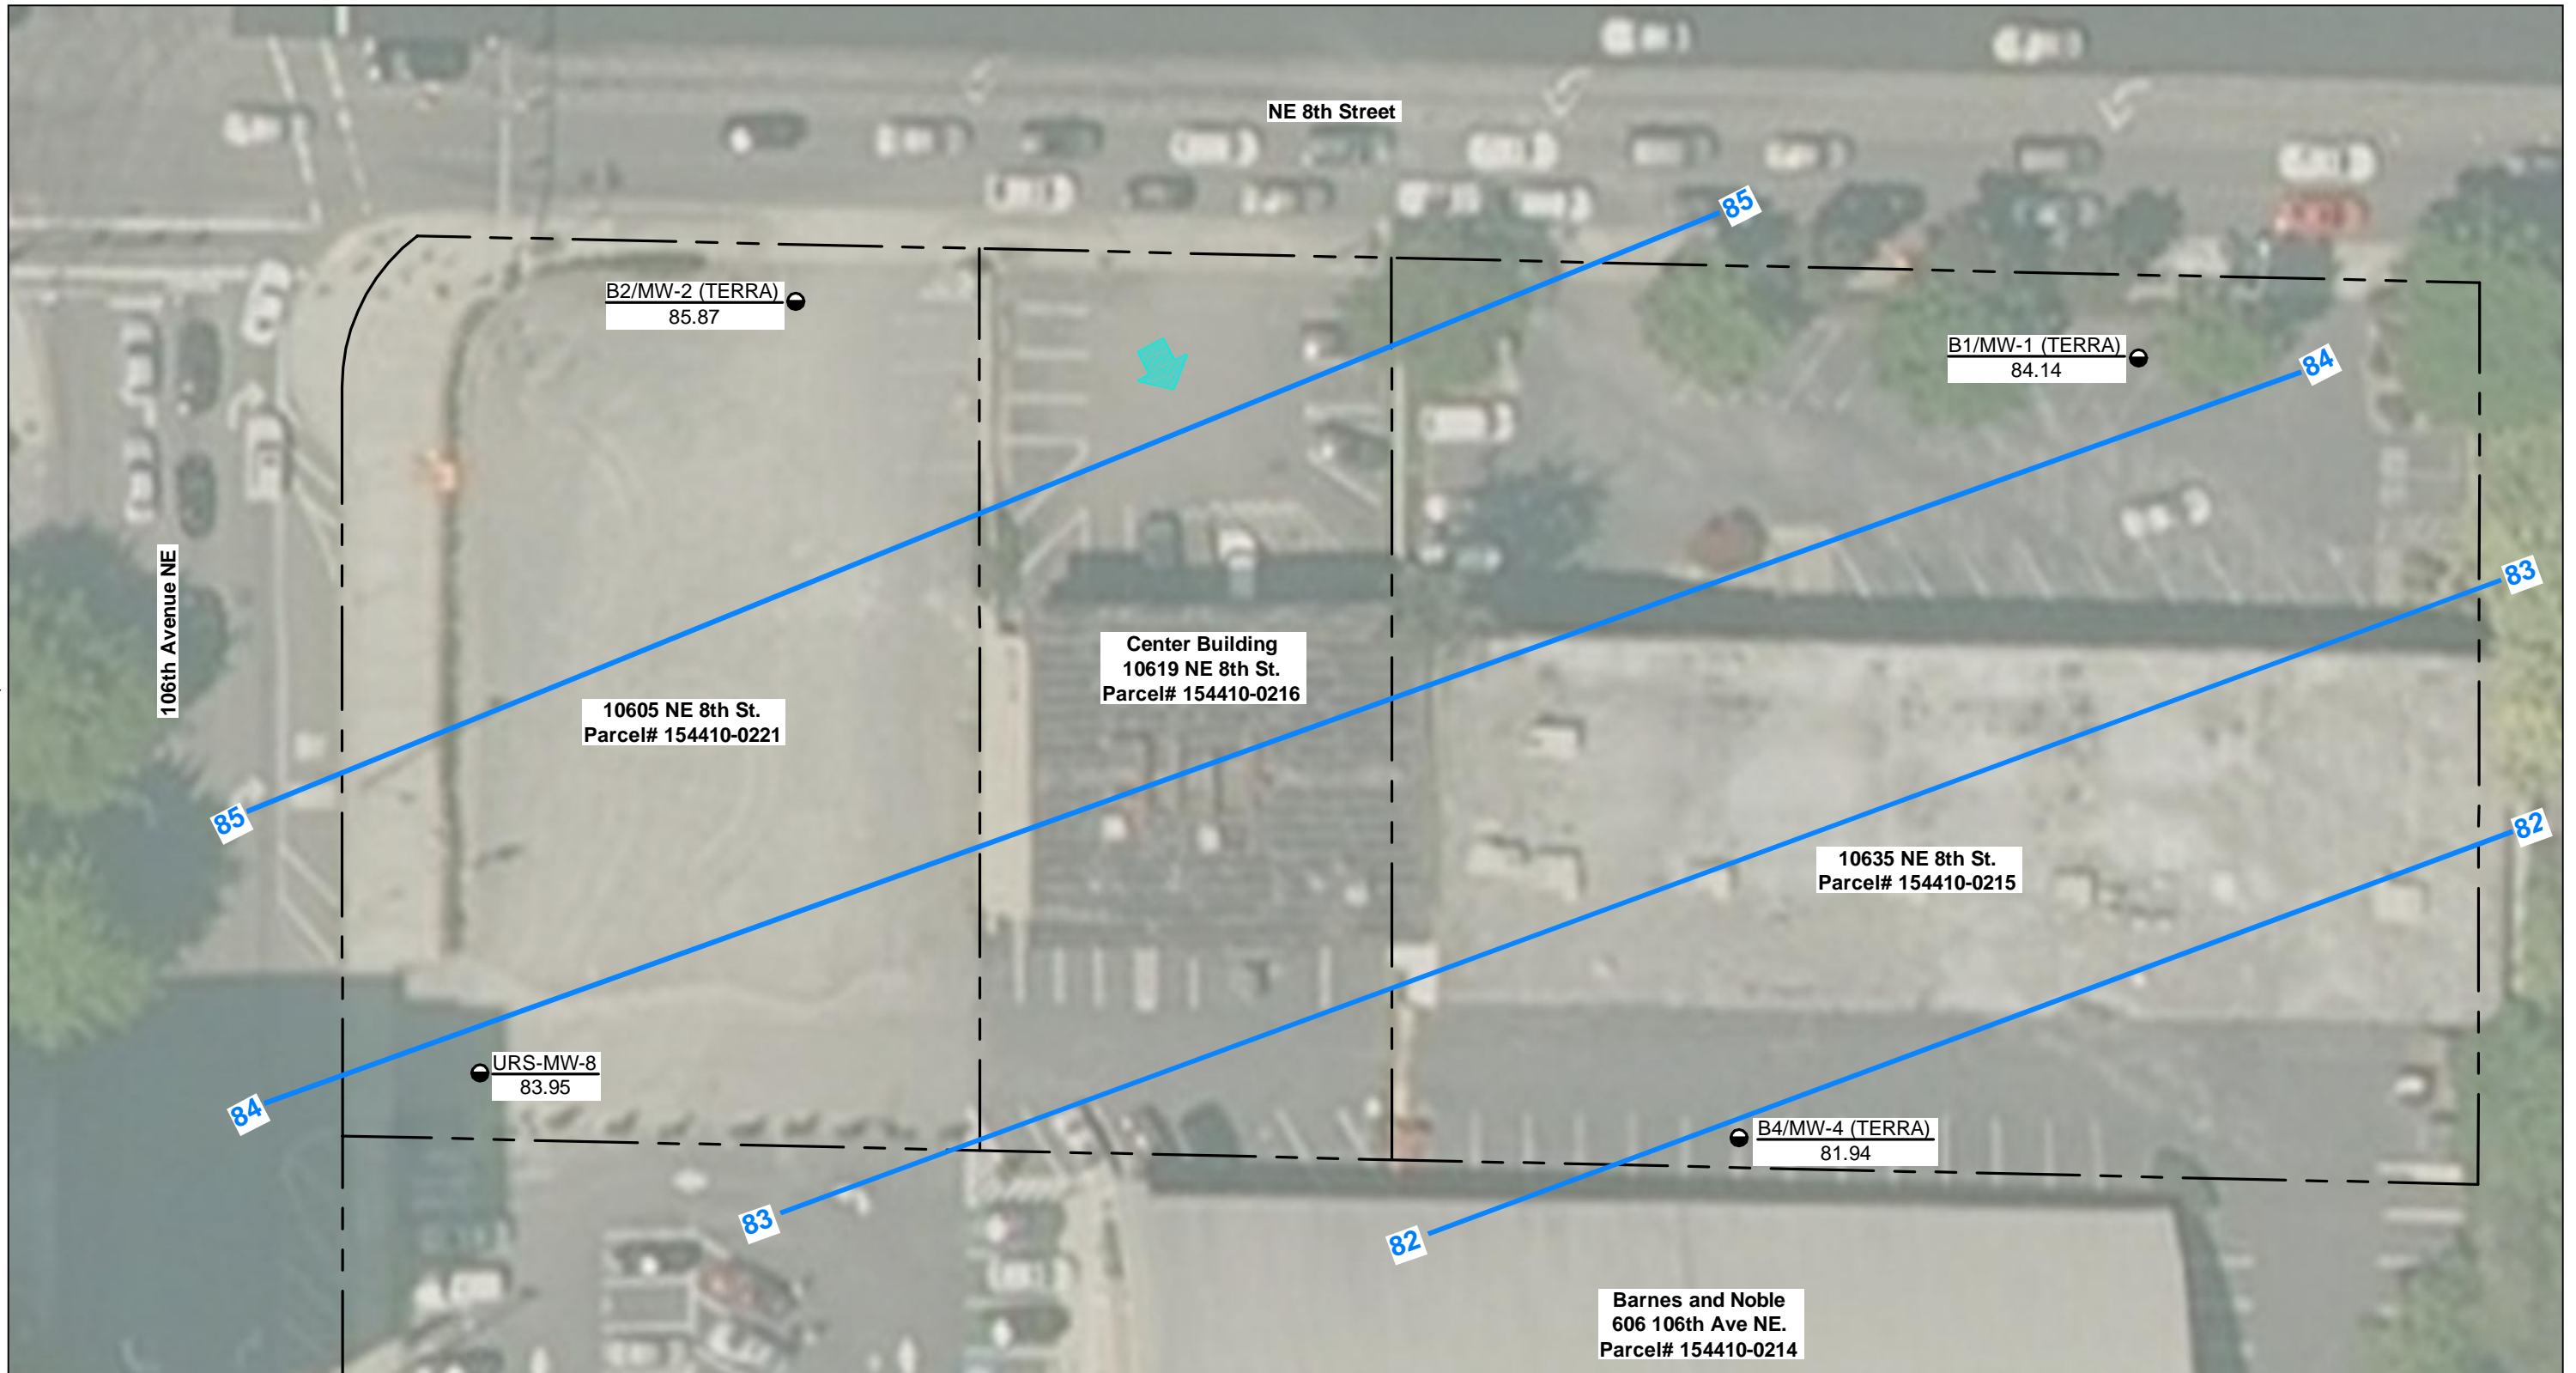 NE 8th Street
85
B2/MW-2 (TERRA)
85.87
B1/MW-1 (TERRA)
84.14
84
106th Avenue NE
83
Center Building
10619 NE 8th St.
Parcel# 154410-0216
10605 NE 8th St.
Parcel# 154410-0221
85
82
10635 NE 8th St.
Parcel# 154410-0215
URS-MW-8
83.95
84
B4/MW-4 (TERRA)
81.94
83
82
Barnes and Noble
606 106th Ave NE.
Parcel# 154410-0214